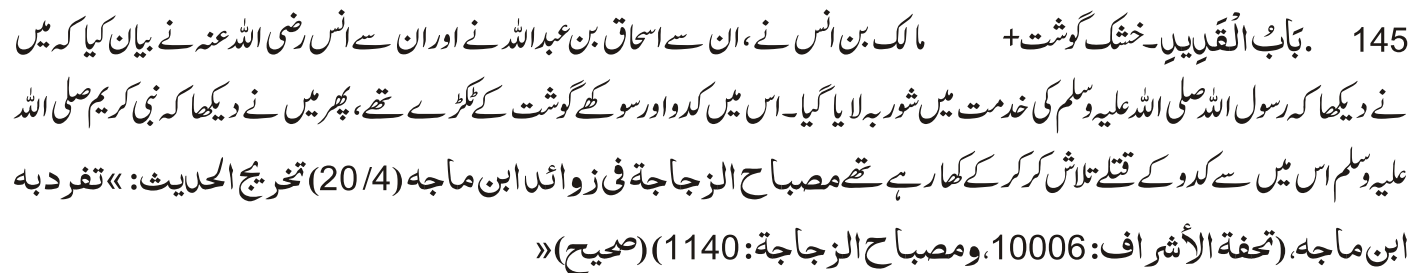 145 .بَابُ الْقَدِيدِ۔خشک گوشت+ مالک بن انس نے، ان سے اسحاق بن عبداللہ نے اور ان سے انس رضی اللہ عنہ نے بیان کیا کہ میں
نے دیکھا کہ رسول اللہ صلی اللہ علیہ وسلم کی خدمت میں شوربہ لایا گیا۔ اس میں کدو اور سوکھے گوشت کے ٹکڑے تھے، پھر میں نے دیکھا کہ نبی کریم صلی اللہ
علیہ وسلم اس میں سے کدو کے قتلے تلاش کر کر کے کھا رہے تھے مصباح الزجاجة فی زوائد ابن ماجه (20/4) تخریج الحدیث: »تفرد به
ابن ماجه، (تحفة الأشراف: 10006، ومصباح الزجاجة: 1140) (صحیح)«